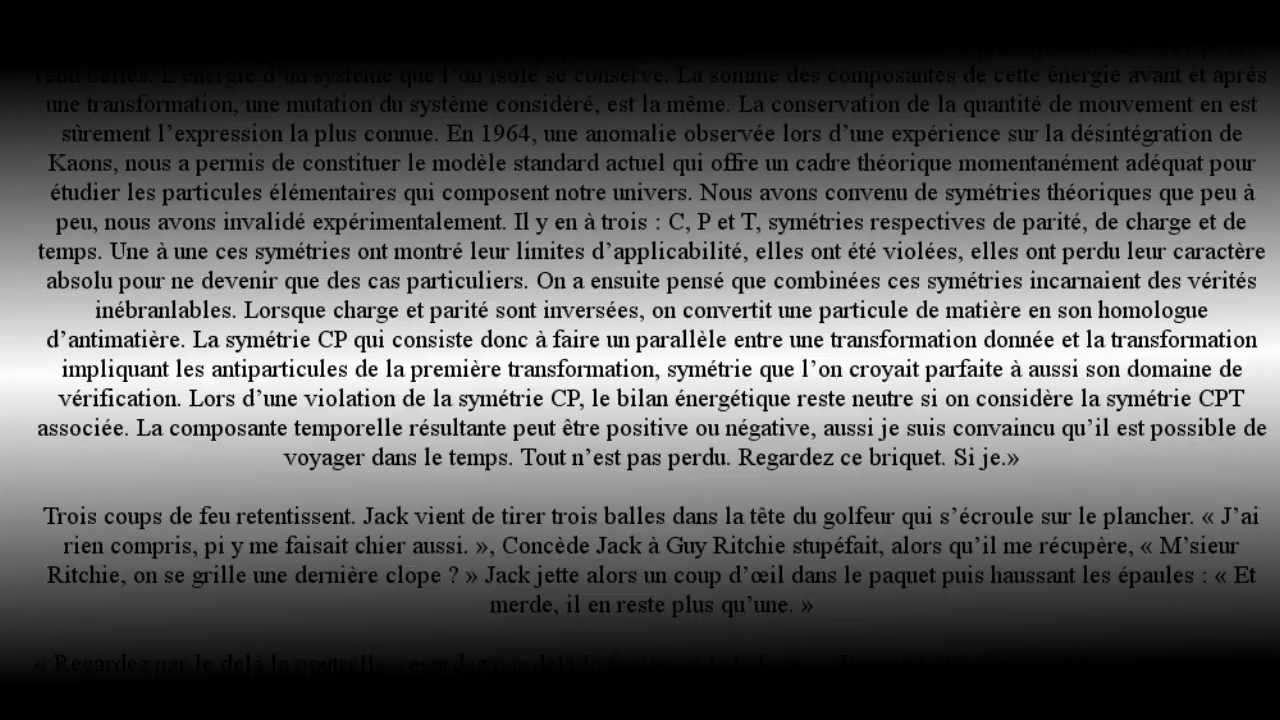 rend belles. L'énergie d'un système que l'on isole se conserve. La somme des composantes de cette énergie avant et après
une transformation, une mutation du système considéré, est la même. La conservation de la quantité de mouvement en est
sûrement l'expression la plus connue. En 1964, une anomalie observée lors d'une expérience sur la désintégration de
Kaons, nous a permis de constituer le modèle standard actuel qui offre un cadre théorique momentanément adéquat pour
étudier les particules élémentaires qui composent notre univers. Nous avons convenu de symétries théoriques que peu à
peu, nous avons invalidé expérimentalement. Il y en à trois : C, P et T, symétries respectives de parité, de charge et de
temps. Une à une ces symétries ont montré leur limites d'applicabilité, elles ont été violées, elles ont perdu leur caractère
absolu pour ne devenir que des cas particuliers. On a ensuite pensé que combinées ces symétries incarnaient des vérités
inébranlables. Lorsque charge et parité sont inversées, on convertit une particule de matière en son homologue
d'antimatière. La symétrie CP qui consiste donc à faire un parallèle entre une transformation donnée et la transformation
impliquant les antiparticules de la première transformation, symétrie que l'on croyait parfaite à aussi son domaine de
vérification. Lors d'une violation de la symétrie CP, le bilan énergétique reste neutre si on considère la symétrie CPT
associée. La composante temporelle résultante peut être positive ou négative, aussi je suis convaincu qu'il est possible de
voyager dans le temps. Tout n'est pas perdu. Regardez ce briquet. Si je.»
Trois coups de feu retentissent. Jack vient de tirer trois balles dans la tête du golfeur qui s'écroule sur le plancher. « J'ai
rien compris, pi y me faisait chier aussi. », Concède Jack à Guy Ritchie stupéfait, alors qu'il me récupère, « M'sieur
Ritchie, on se grille une dernière clope ? » Jack jette alors un coup d'œil dans le paquet puis haussant les épaules : « Et
merde, il en reste plus qu'une. »
« Regardez par le delà la poutrelle, regardez par delà